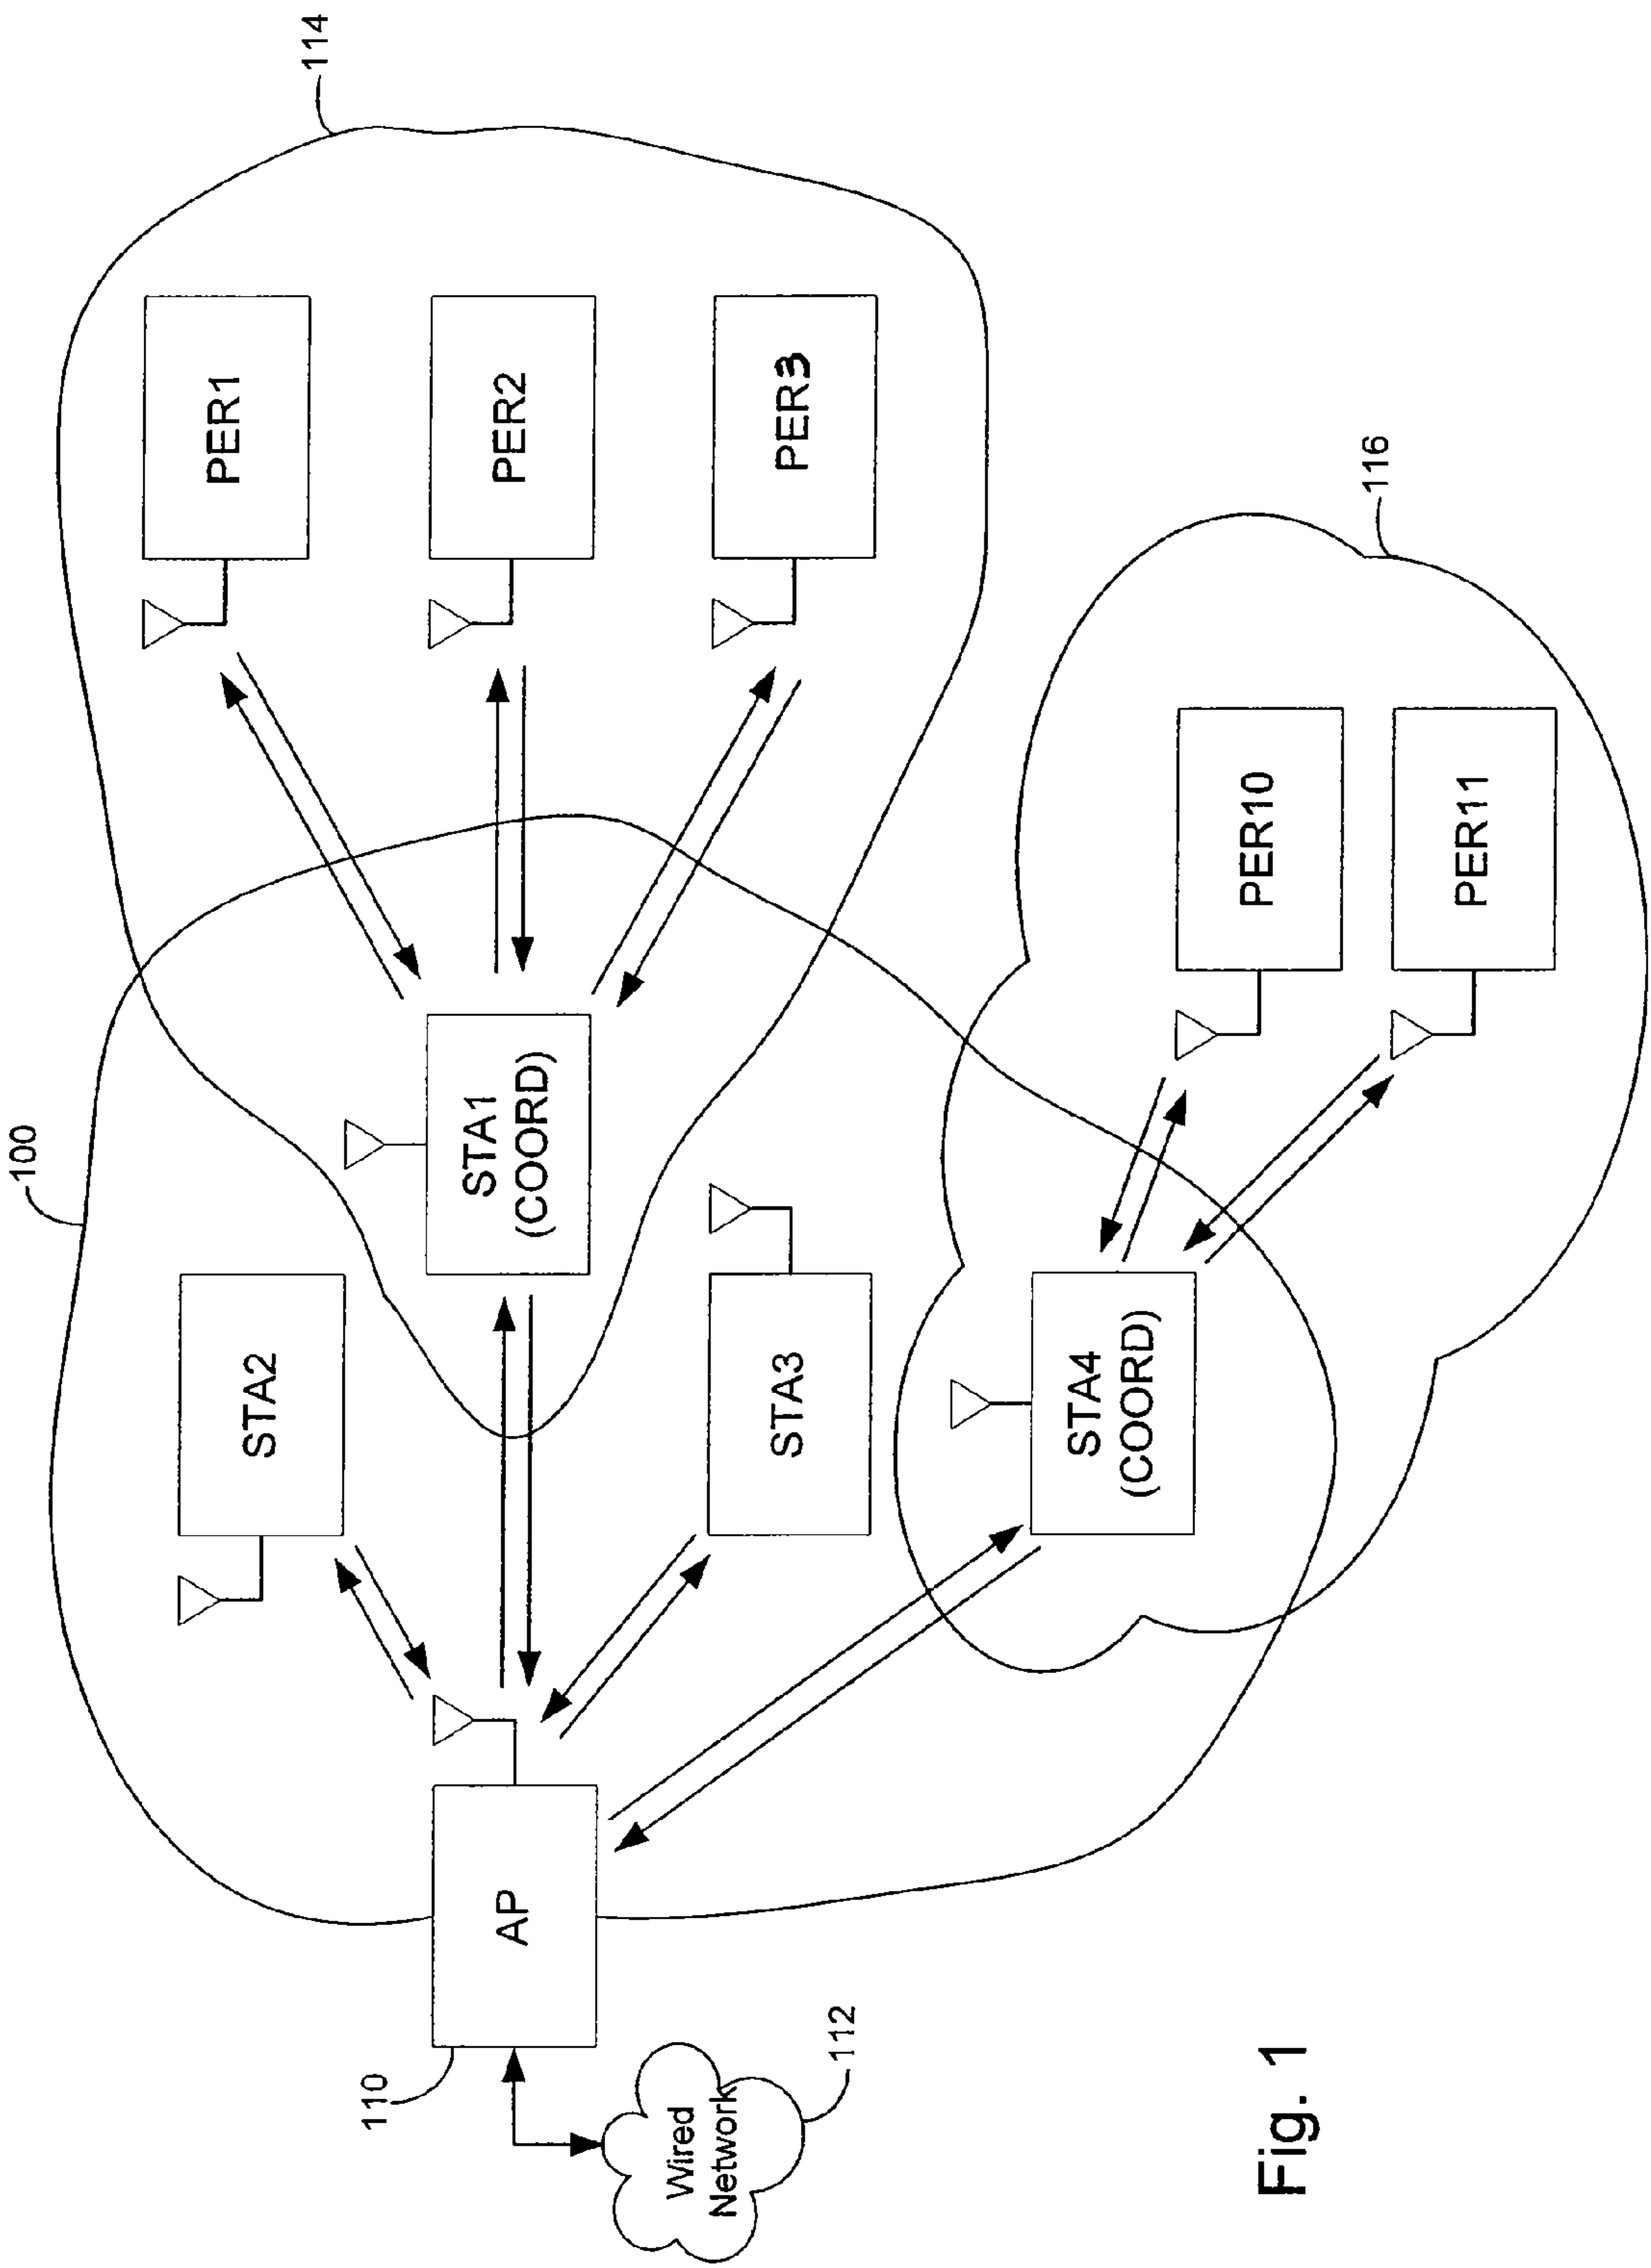 100
114
STA2
PER1
110
AP
STA1
(COORD)
PER2
Wired
Network
112
STA3
PER3
STA4
(COORD)
PER10
116
PER11
Fig. 1